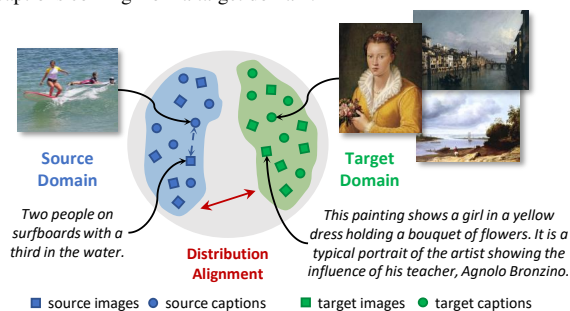 Source
Domain
Target
Domain
Two people on
surfboards with a
third in the water.
Distribution
Alignment
This painting shows a girl in a yellow
dress holding a bouquet of flowers. It is a
typical portrait of the artist showing the
influence of his teacher, Agnolo Bronzino.
source images source captions target images target captions